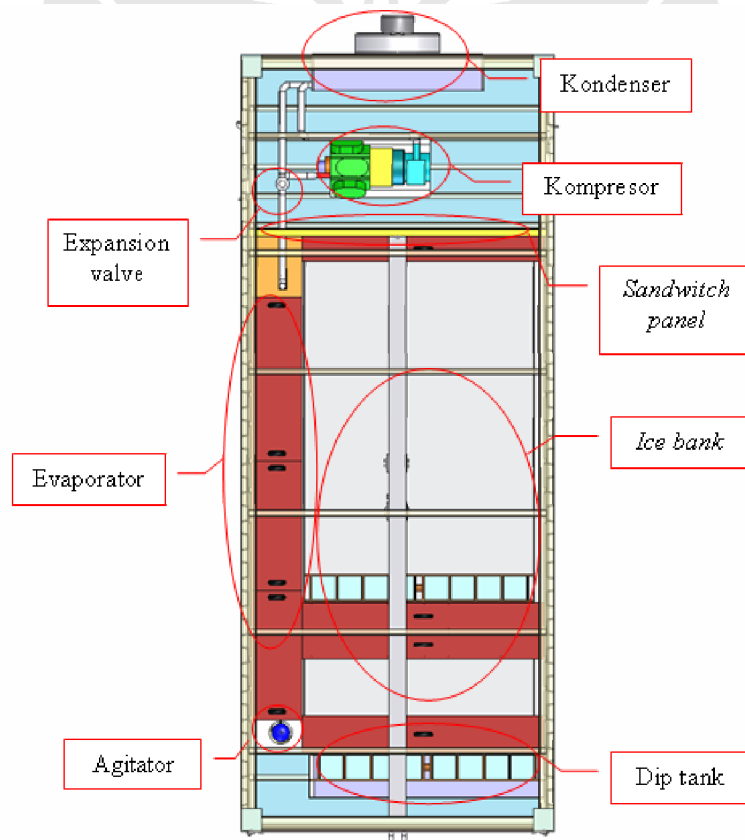 Kondenser
Kompresor
Expansion
valve
Sandwitch
panel
Ice bank
Evaporator
Agitator
Dip tank